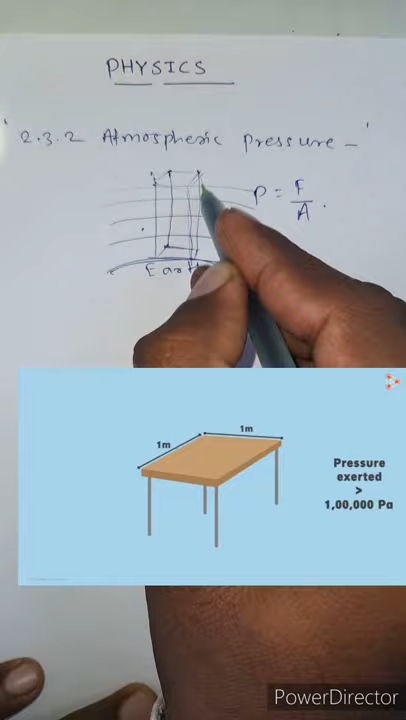 PHYSICS
' 2.3.2 Atmospheric Pressure - '
P = F/A.
Earth
1m
1m
Pressure
exerted
>
1,00,000 Pa
PowerDirector